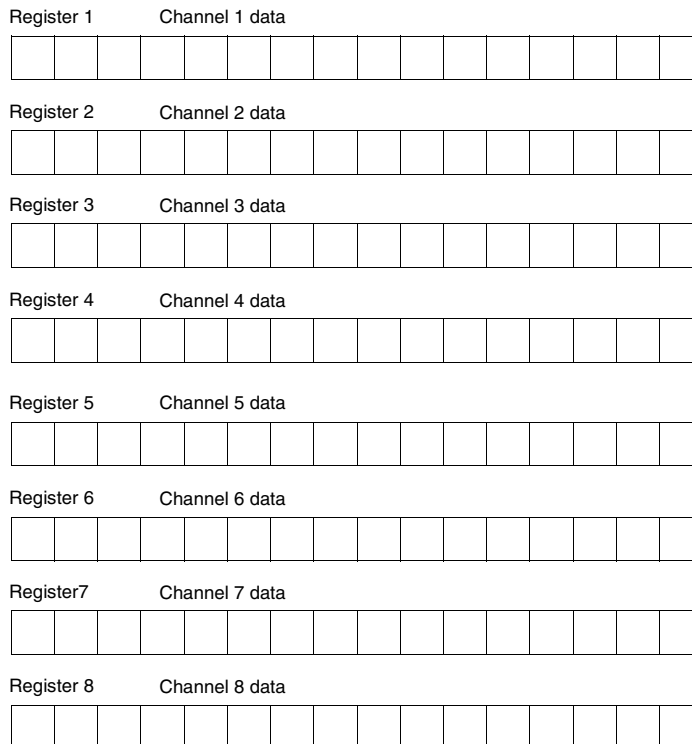 Register 1 Channel 1 data
Register 2 Channel 2 data
Register 3 Channel 3 data
Register 4 Channel 4 data
Register 5 Channel 5 data
Register 6 Channel 6 data
Register7 Channel 7 data
Register 8 Channel 8 data